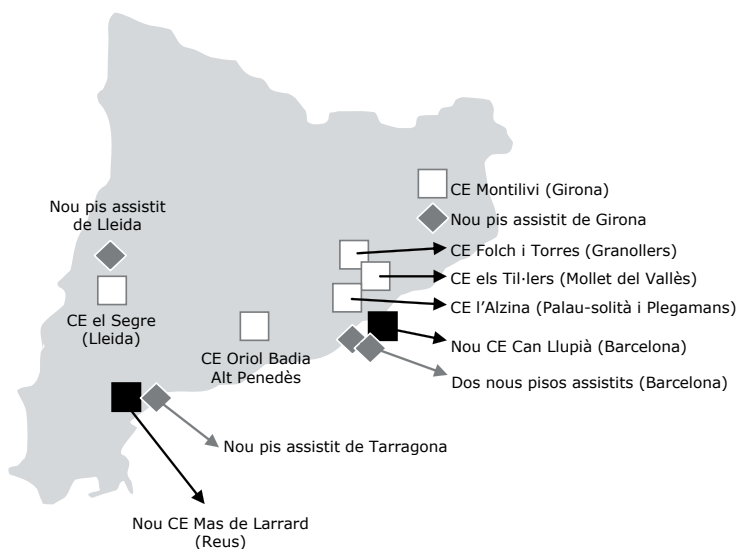 CE Montilivi (Girona)
Nou pis assistit
de Lleida
Nou pis assistit de Girona
CE Folch i Torres (Granollers)
CE els Til·lers (Mollet del Vallès)
CE l’Alzina (Palau-solità i Plegamans)
CE el Segre
(Lleida)
Nou CE Can Llupià (Barcelona)
CE Oriol Badia
Alt Penedès
Dos nous pisos assistits (Barcelona)
Nou pis assistit de Tarragona
Nou CE Mas de Larrard
(Reus)